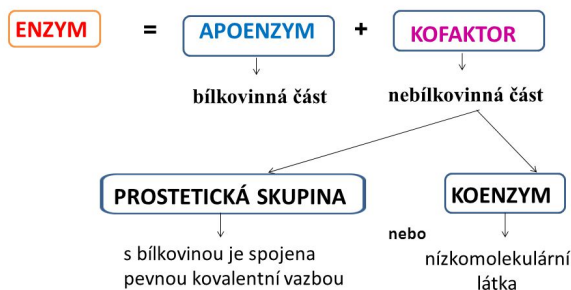 ENZYM = APOENZYM + KOFAKTOR
bílkovinná část nebílkovinná část
PROSTETICKÁ SKUPINA KOENZYM
nebo
s bílkovinou je spojena
pevnou kovalentní vazbou
nízkomolekulární
látka